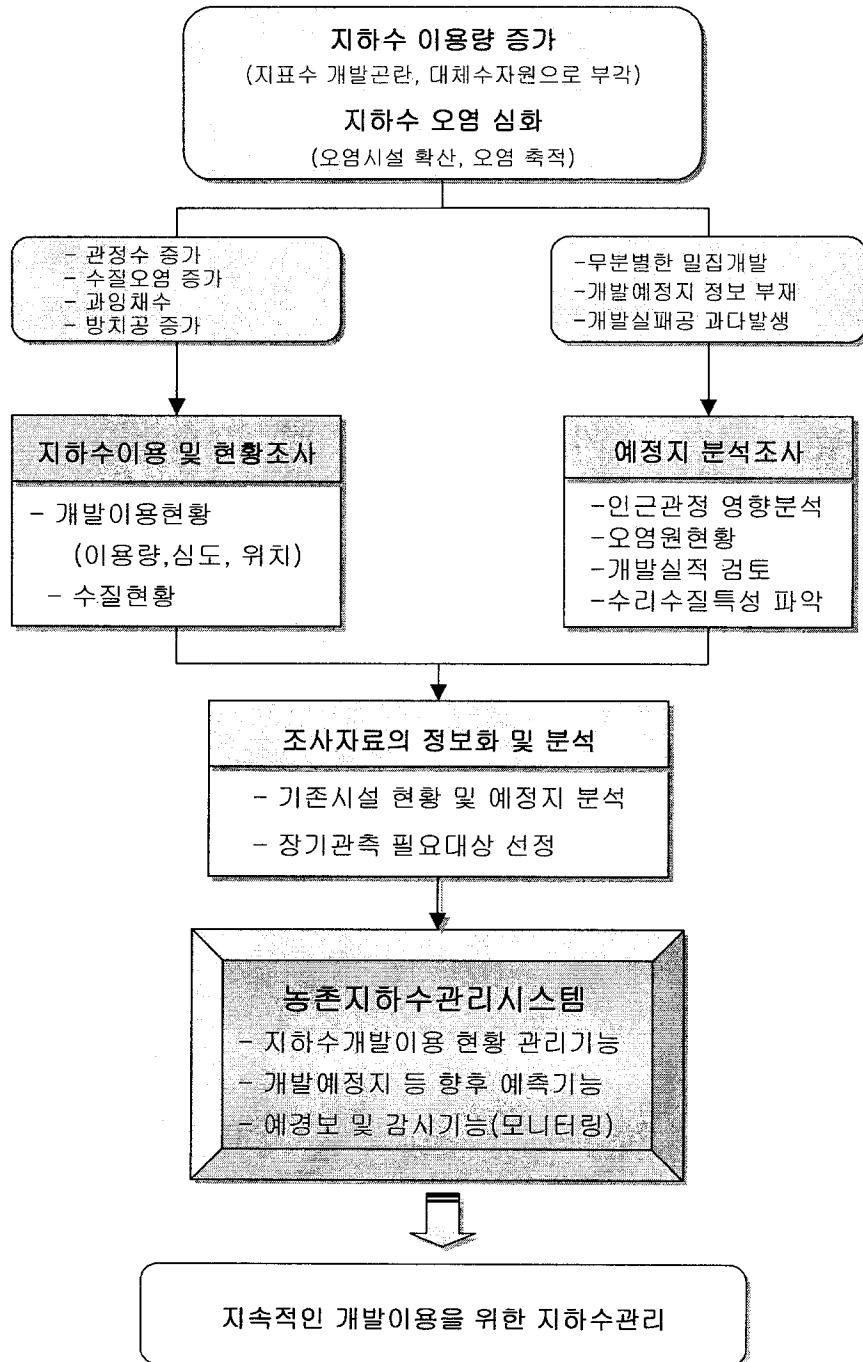 지하수 이용량 증가
(지표수 개발곤란, 대체수자원으로 부각)
지하수 오염 심화
(오염시설 확산, 오염 축적)
- 관정수 증가
- 수질오염 증가
- 과잉채수
- 방치공 증가
-무분별한 밀집개발
-개발예정지 정보 부재
-개발실패공 과다발생
지하수이용 및 현황조사
- 개발이용현황
(이용량,심도, 위치)
- 수질현황
예정지 분석조사
-인근관정 영향분석
-오염원현황
-개발실적 검토
-수리수질특성 파악
조사자료의 정보화 및 분석
- 기존시설 현황 및 예정지 분석
- 장기관측 필요대상 선정
농촌지하수관리시스템
- 지하수개발이용 현황 관리기능
- 개발예정지 등 향후 예측기능
- 예경보 및 감시기능(모니터링)
지속적인 개발이용을 위한 지하수관리